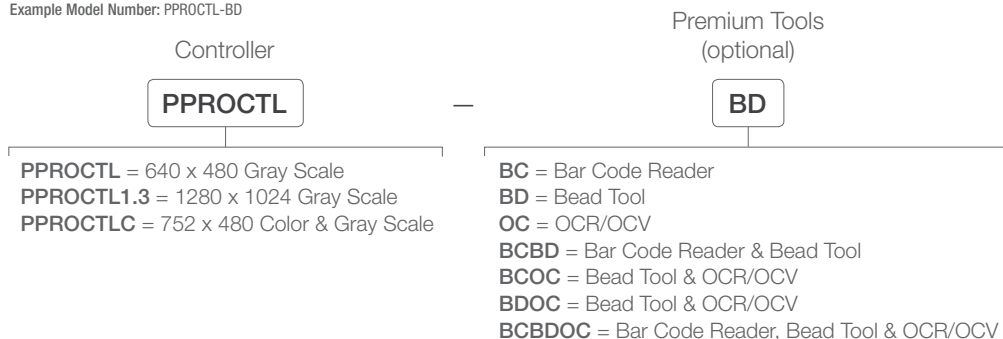 Example Model Number: PPROCTL-BD
Controller
Premium Tools
(optional)
PPROCTL
–
BD
PPROCTL = 640 x 480 Gray Scale
PPROCTL1.3 = 1280 x 1024 Gray Scale
PPROCTLC = 752 x 480 Color & Gray Scale
BC = Bar Code Reader
BD = Bead Tool
OC = OCR/OCV
BCBD = Bar Code Reader & Bead Tool
BCOC = Bead Tool & OCR/OCV
BDOC = Bead Tool & OCR/OCV
BCBDOC = Bar Code Reader, Bead Tool & OCR/OCV